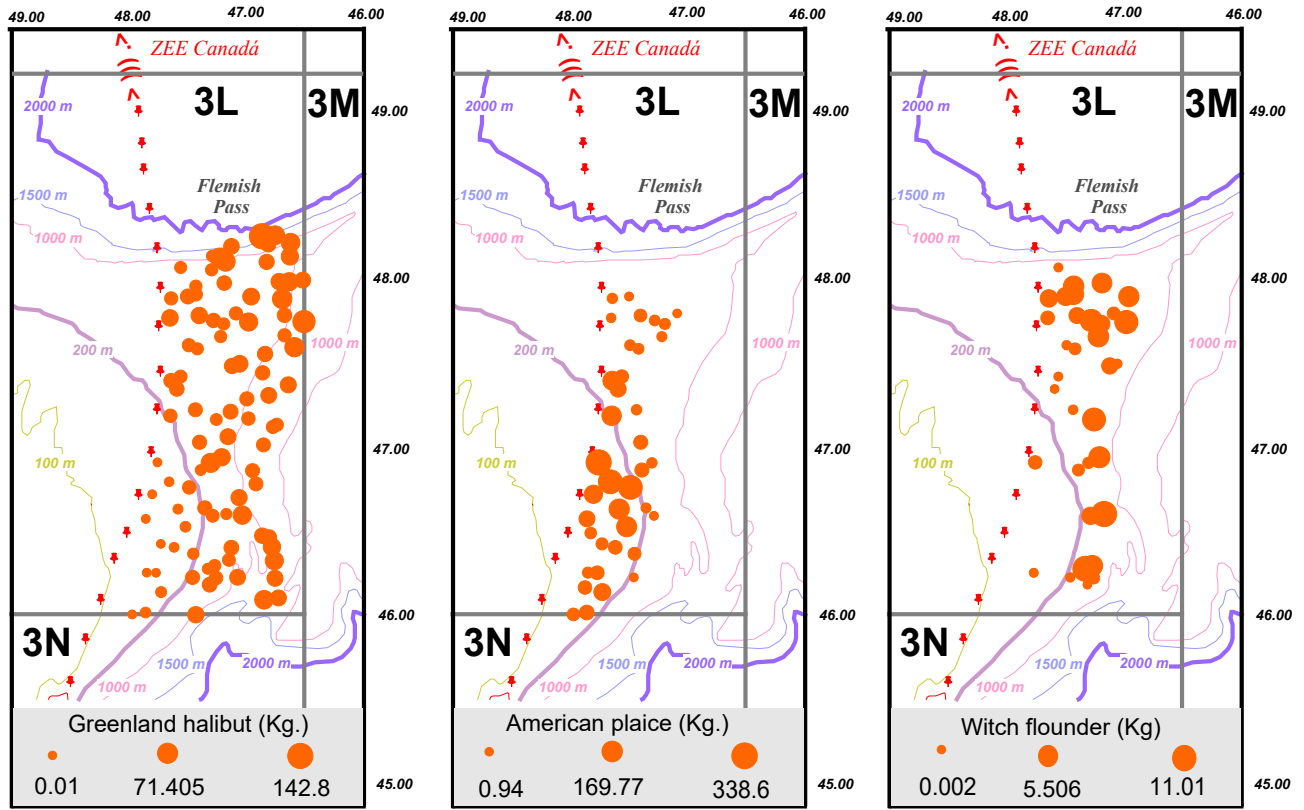 49.00 48.00 47.00 46.00
ZEE Canadá
3L 3M
2000 m
49.00
Flemish
Pass
1500 m
1000 m
48.00
200 m
1000 m
47.00
100 m
46.00
3N
1500 m
2000 m
1000 m
Greenland halibut (Kg.)
0.01 71.405 142.8
45.00
48.00 47.00 46.00
ZEE Canadá
3L 3M
2000 m
49.00
Flemish
Pass
1500 m
1000 m
48.00
200 m
1000 m
47.00
100 m
46.00
3N
1500 m
2000 m
1000 m
American plaice (Kg.)
0.94 169.77 338.6
45.00
49.00 48.00 47.00 46.00
ZEE Canadá
3L 3M
2000 m
49.00
Flemish
Pass
1500 m
1000 m
48.00
200 m
1000 m
47.00
100 m
46.00
3N
1500 m
2000 m
1000 m
Witch flounder (Kg)
0.002 5.506 11.01
45.00